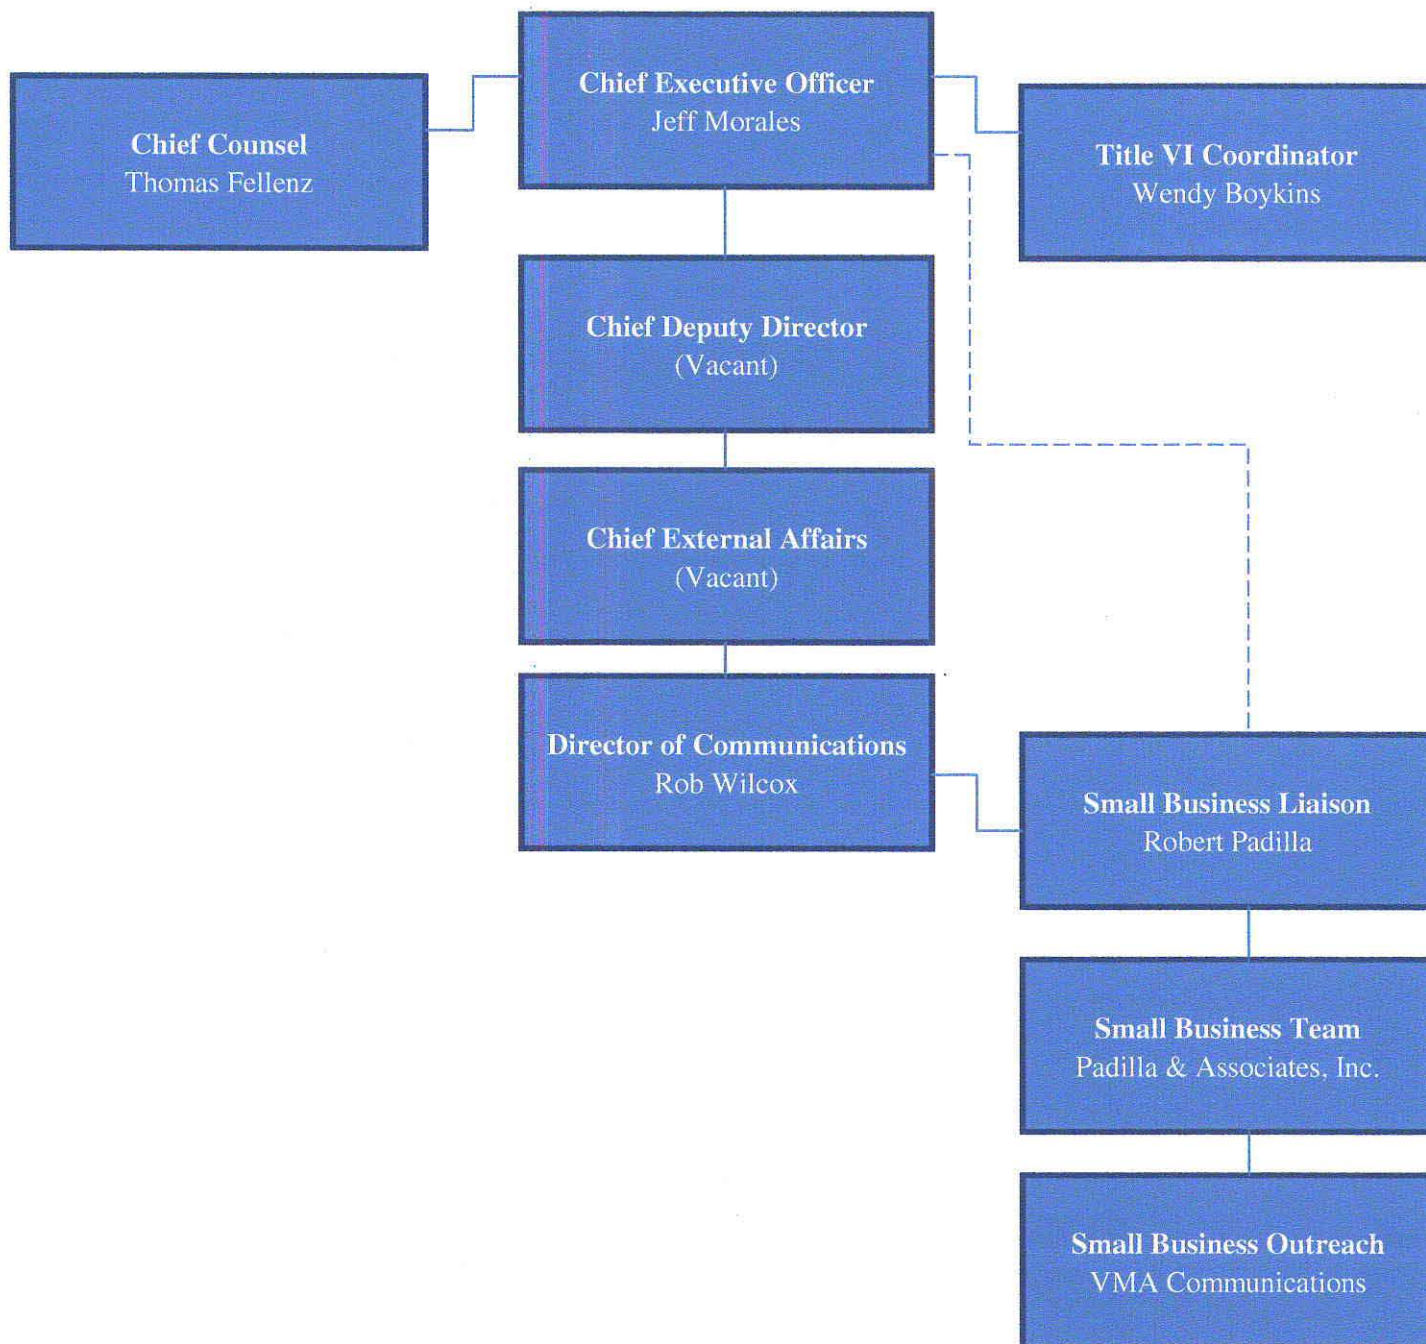 Chief Executive Officer
Jeff Morales
Chief Counsel
Thomas Fellenz
Title VI Coordinator
Wendy Boykins
Chief Deputy Director
(Vacant)
Chief External Affairs
(Vacant)
Director of Communications
Rob Wilcox
Small Business Liaison
Robert Padilla
Small Business Team
Padilla & Associates, Inc.
Small Business Outreach
VMA Communications